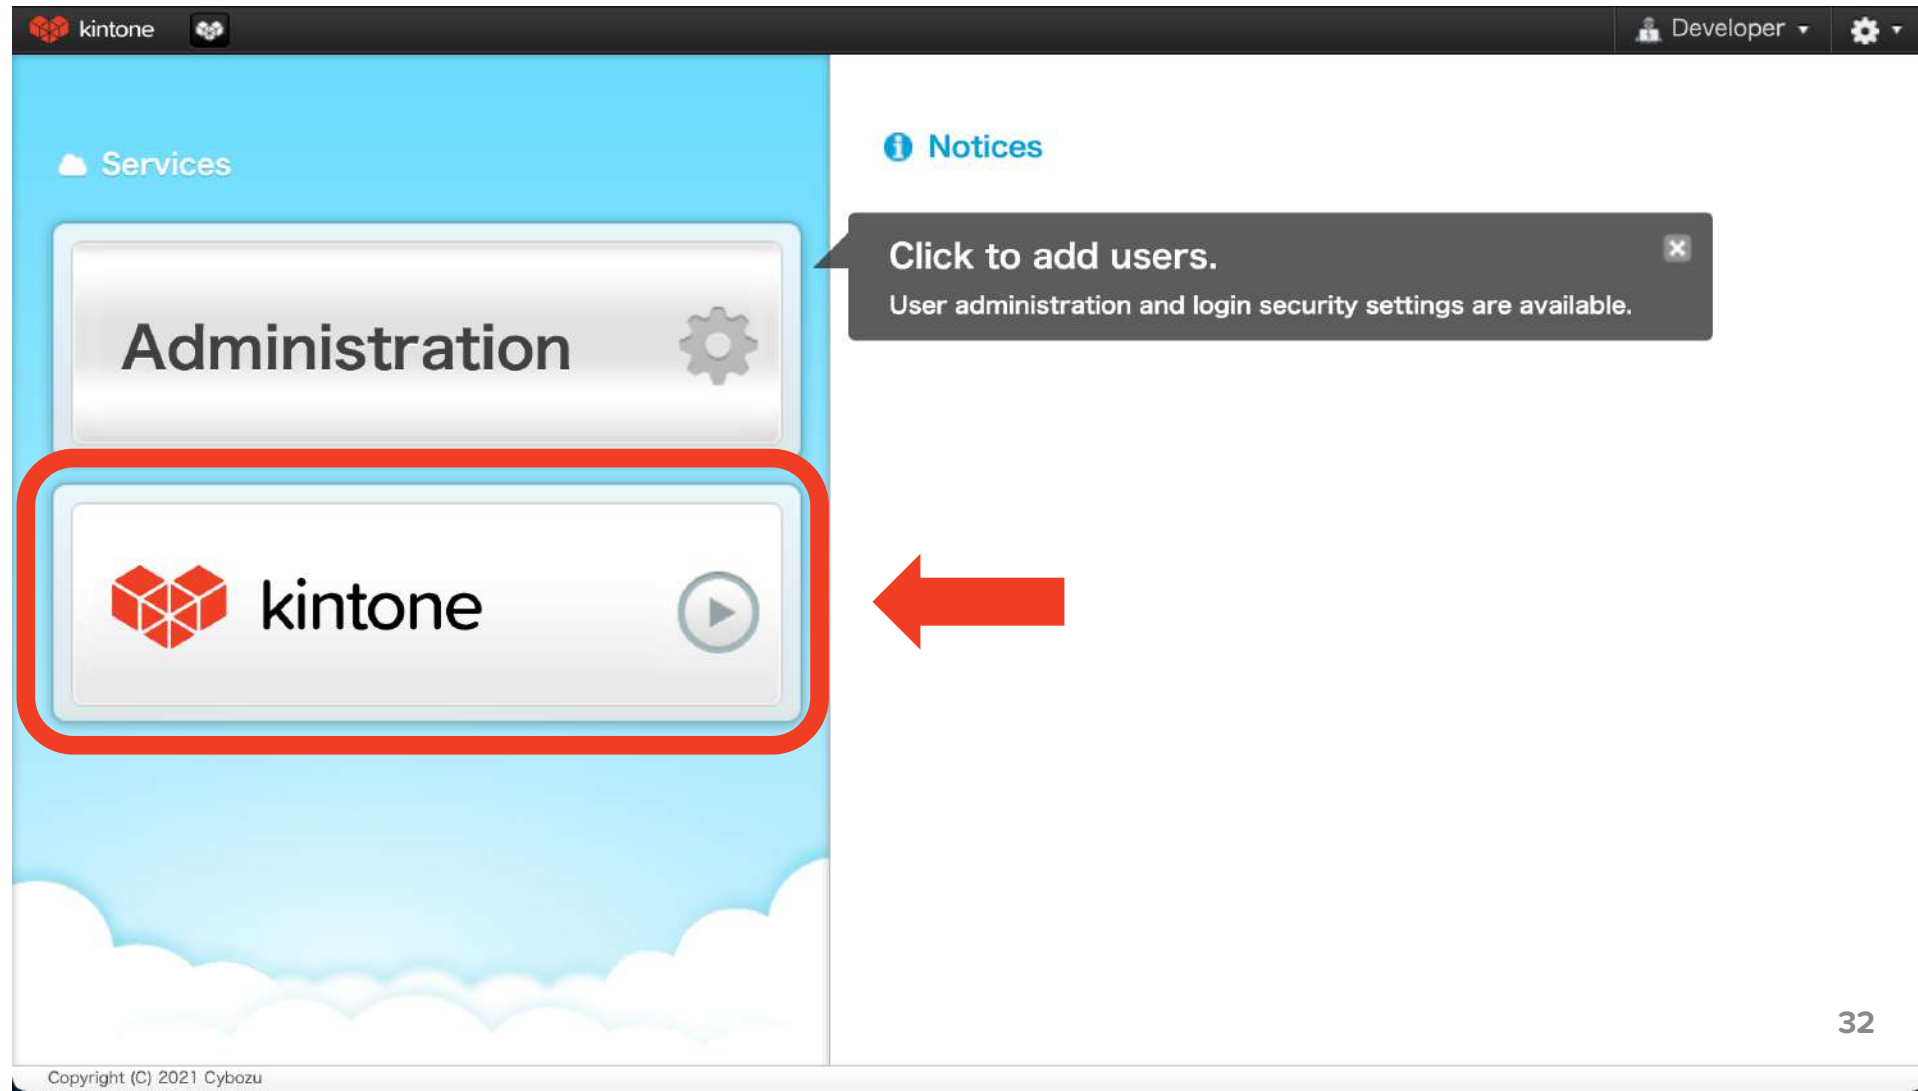 kintone
Developer
Services
Notices
Click to add users.
User administration and login security settings are available.
Administration
kintone
32
Copyright (C) 2021 Cybozu